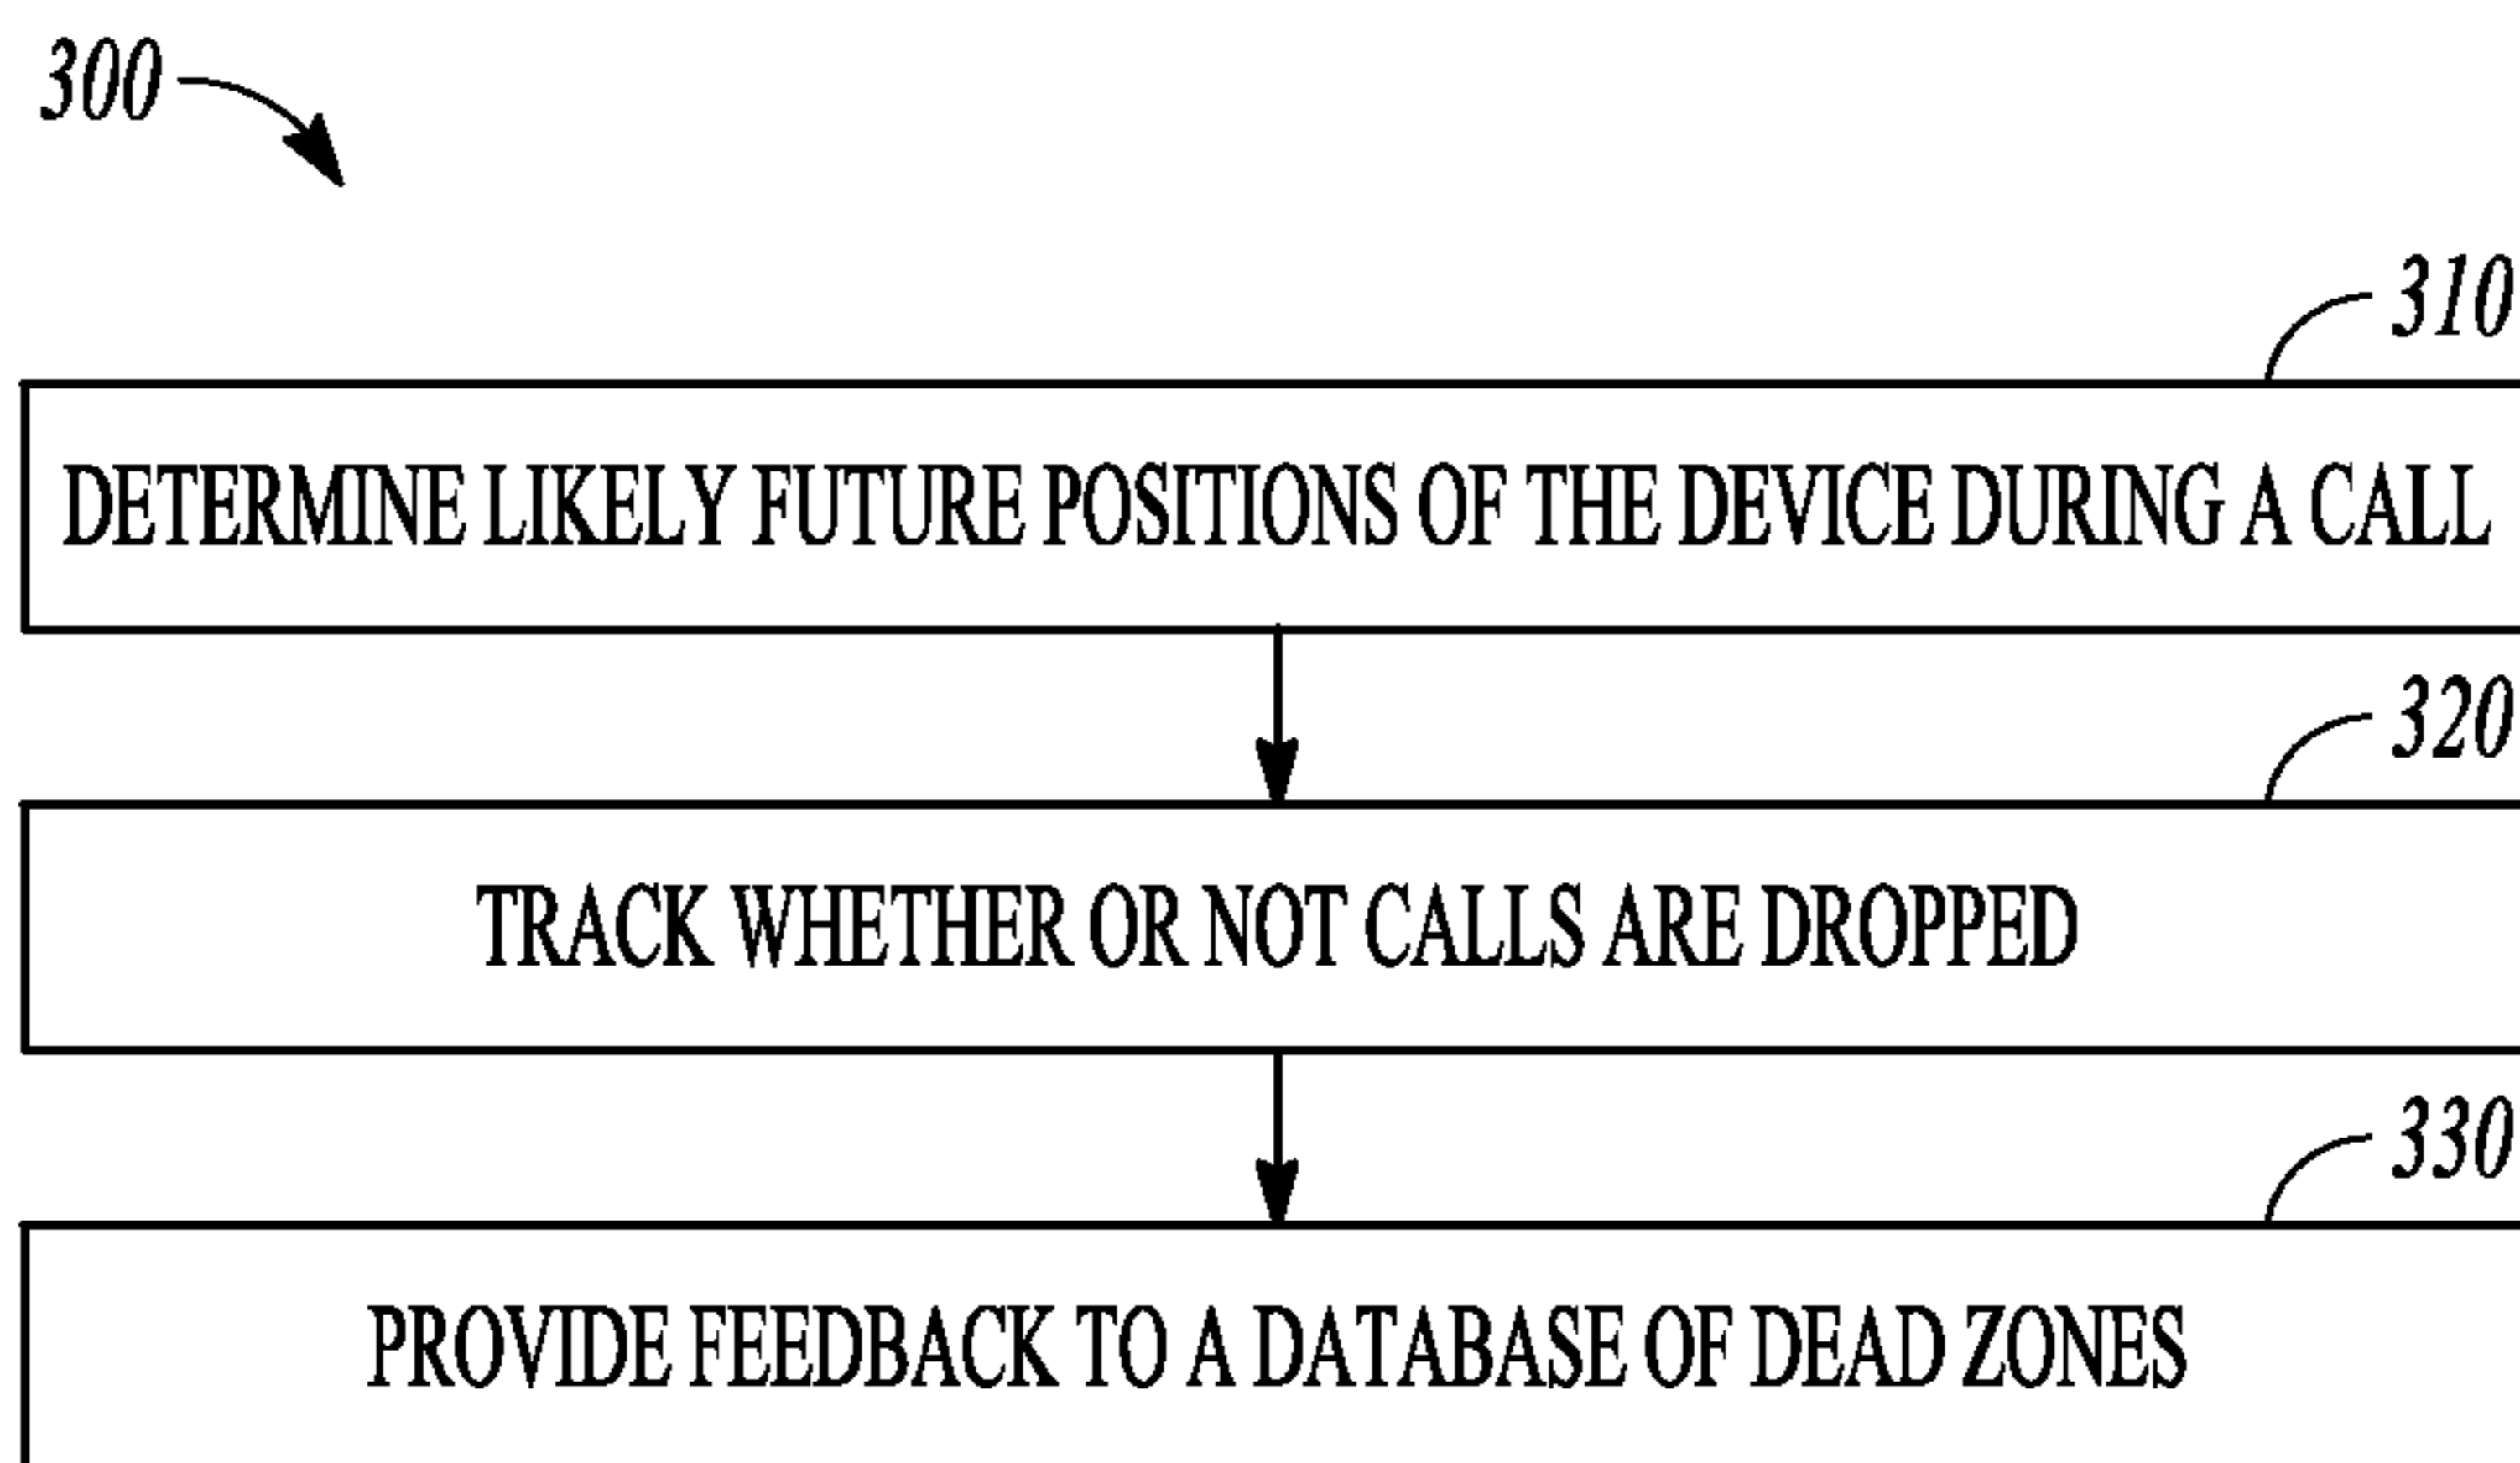 300
310
DETERMINE LIKELY FUTURE POSITIONS OF THE DEVICE DURING A CALL
320
TRACK WHETHER OR NOT CALLS ARE DROPPED
330
PROVIDE FEEDBACK TO A DATABASE OF DEAD ZONES